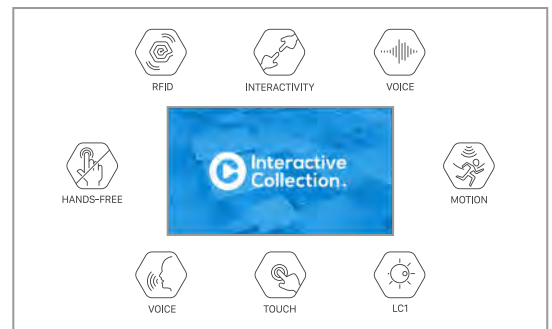 RFID
INTERACTIVITY
VOICE
Interactive
Collection.
HANDS-FREE
MOTION
VOICE
TOUCH
LC1